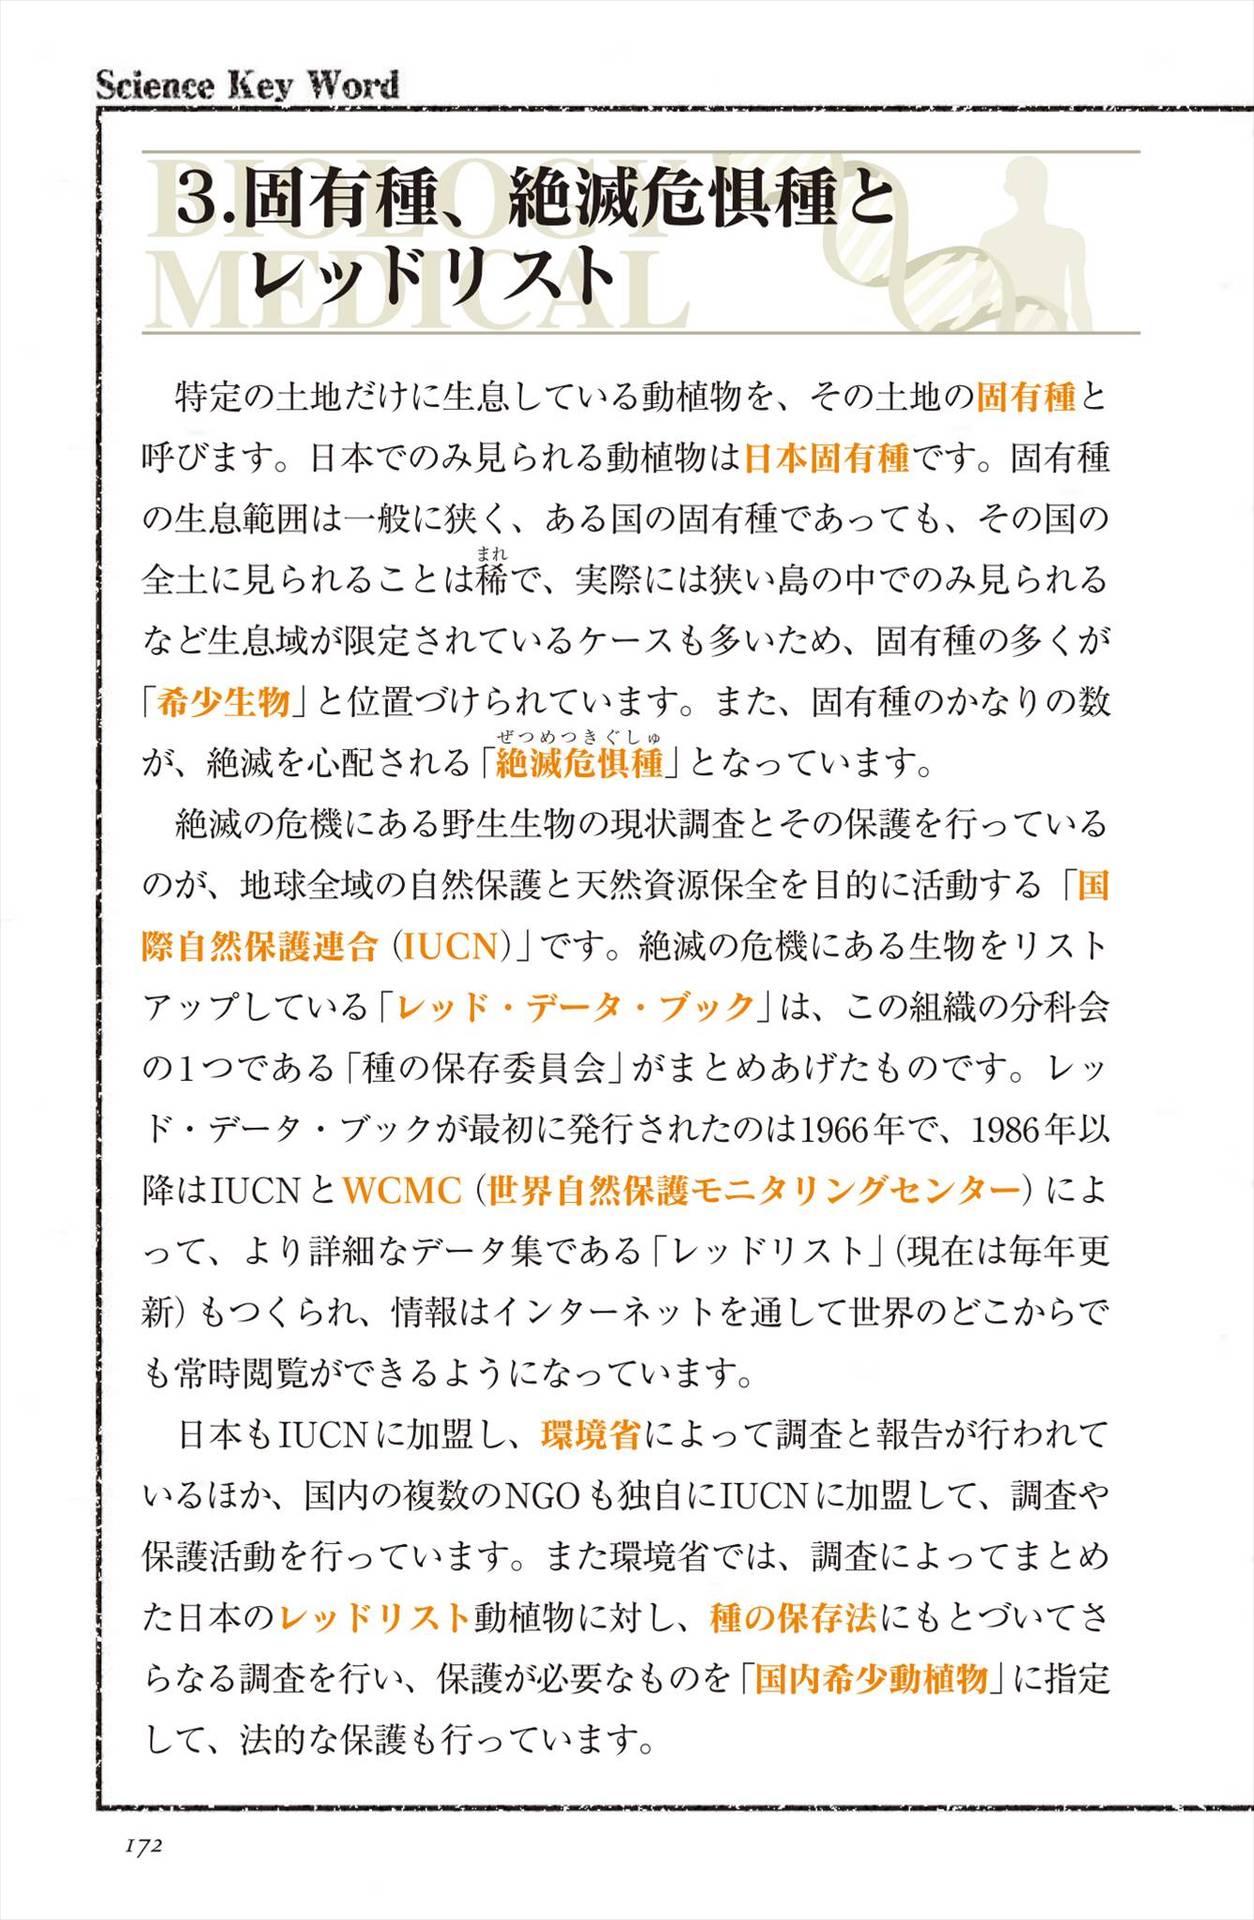 Science Key Word
BIOLOGY
MEDICAL
3.固有種、絶滅危惧種と
レッドリスト
特定の土地だけに生息している動植物を、その土地の固有種と
呼びます。日本でのみ見られる動植物は日本固有種です。固有種
の生息範囲は一般に狭く、ある国の固有種であっても、その国の
まれ
全土に見られることは稀で、実際には狭い島の中でのみ見られる
など生息域が限定されているケースも多いため、固有種の多くが
「希少生物」と位置づけられています。また、固有種のかなりの数
ぜつめつきぐしゅ
が、絶滅を心配される「絶滅危惧種」となっています。
絶滅の危機にある野生生物の現状調査とその保護を行っている
のが、地球全域の自然保護と天然資源保全を目的に活動する「国
際自然保護連合（IUCN）」です。絶滅の危機にある生物をリスト
アップしている「レッド・データ・ブック」は、この組織の分科会
の1つである「種の保存委員会」がまとめあげたものです。レッ
ド・データ・ブックが最初に発行されたのは1966年で、1986年以
降はIUCNとWCMC（世界自然保護モニタリングセンター）によ
って、より詳細なデータ集である「レッドリスト」（現在は毎年更
新）もつくられ、情報はインターネットを通して世界のどこからで
も常時閲覧ができるようになっています。
日本もIUCNに加盟し、環境省によって調査と報告が行われて
いるほか、国内の複数のNGOも独自にIUCNに加盟して、調査や
保護活動を行っています。また環境省では、調査によってまとめ
た日本のレッドリスト動植物に対し、種の保存法にもとづいてさ
らなる調査を行い、保護が必要なものを「国内希少動植物」に指定
して、法的な保護も行っています。
172